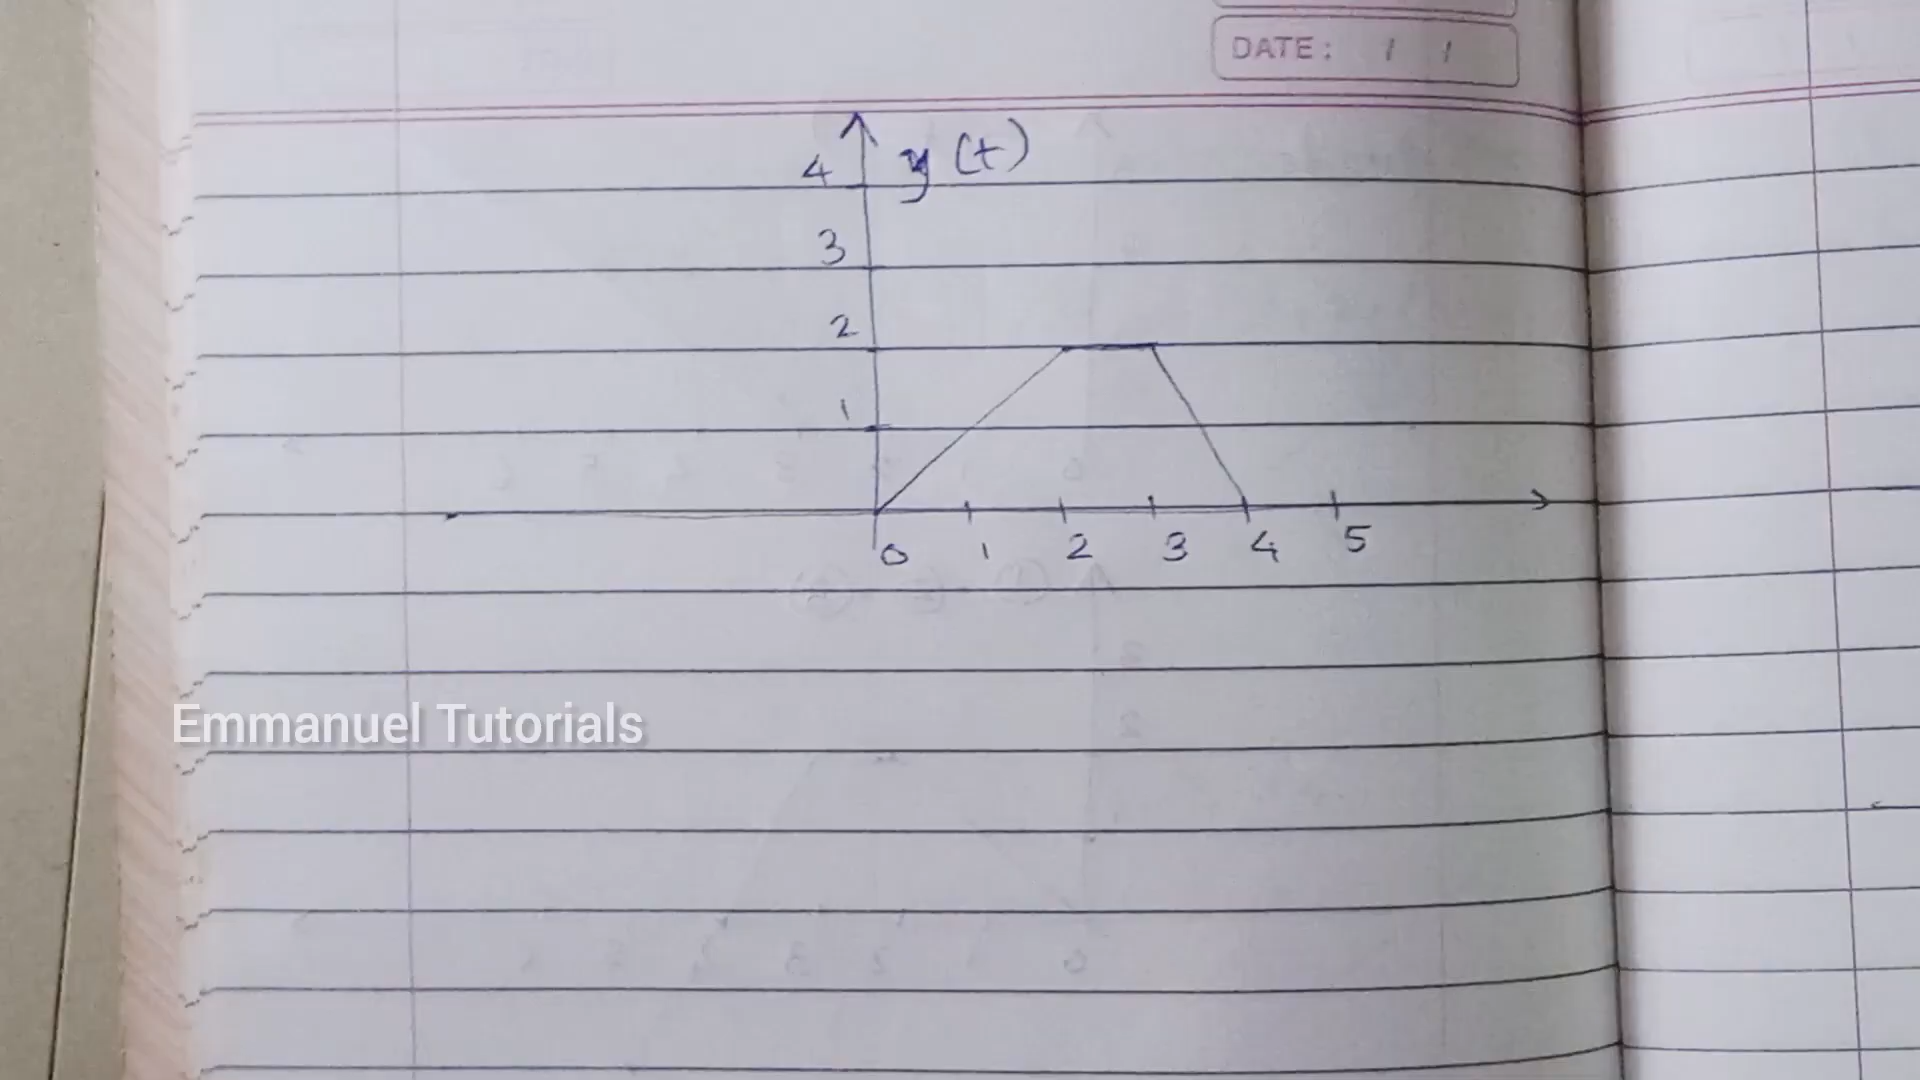 DATE: / /
4 y(t)
3
2
1
0 1 2 3 4 5
Emmanuel Tutorials